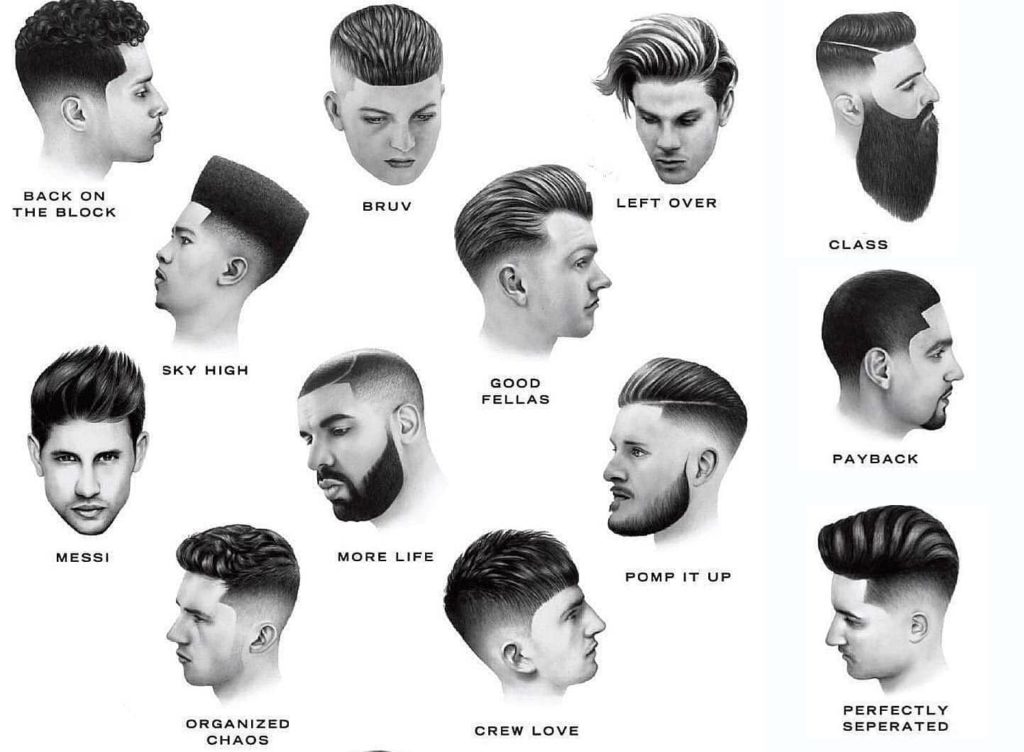 BACK ON
THE BLOCK
BRUV
LEFT OVER
CLASS
SKY HIGH
GOOD
FELLAS
PAYBACK
MESSI
MORE LIFE
POMP IT UP
ORGANIZED
CHAOS
CREW LOVE
PERFECTLY
SEPERATED